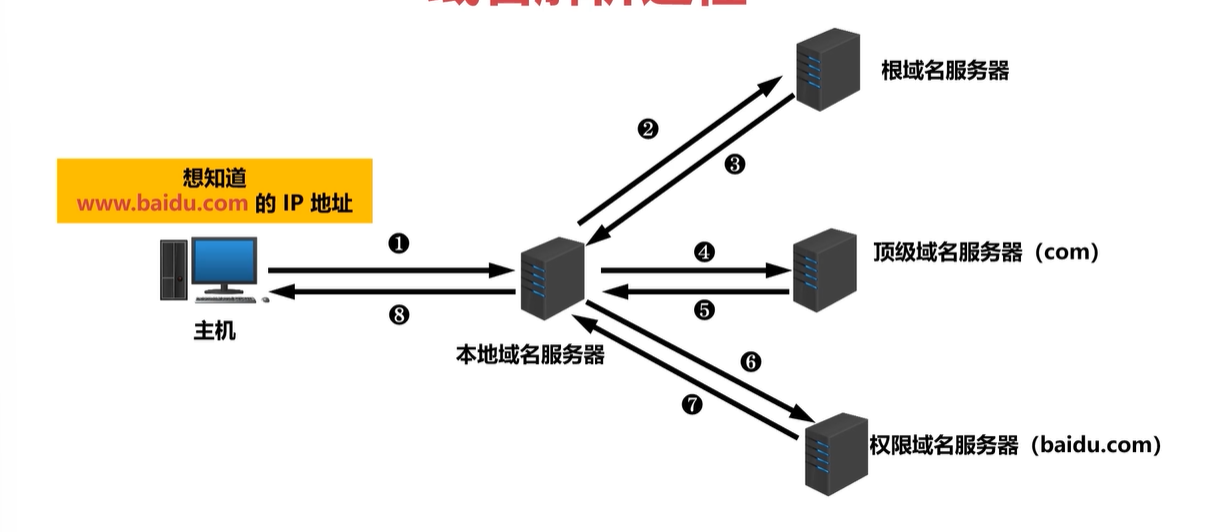 根域名服务器
❷
❸
想知道
www.baidu.com 的 IP 地址
❶
❹
顶级域名服务器（com）
❽
❺
主机
本地域名服务器
❻
❼
权限域名服务器（baidu.com）